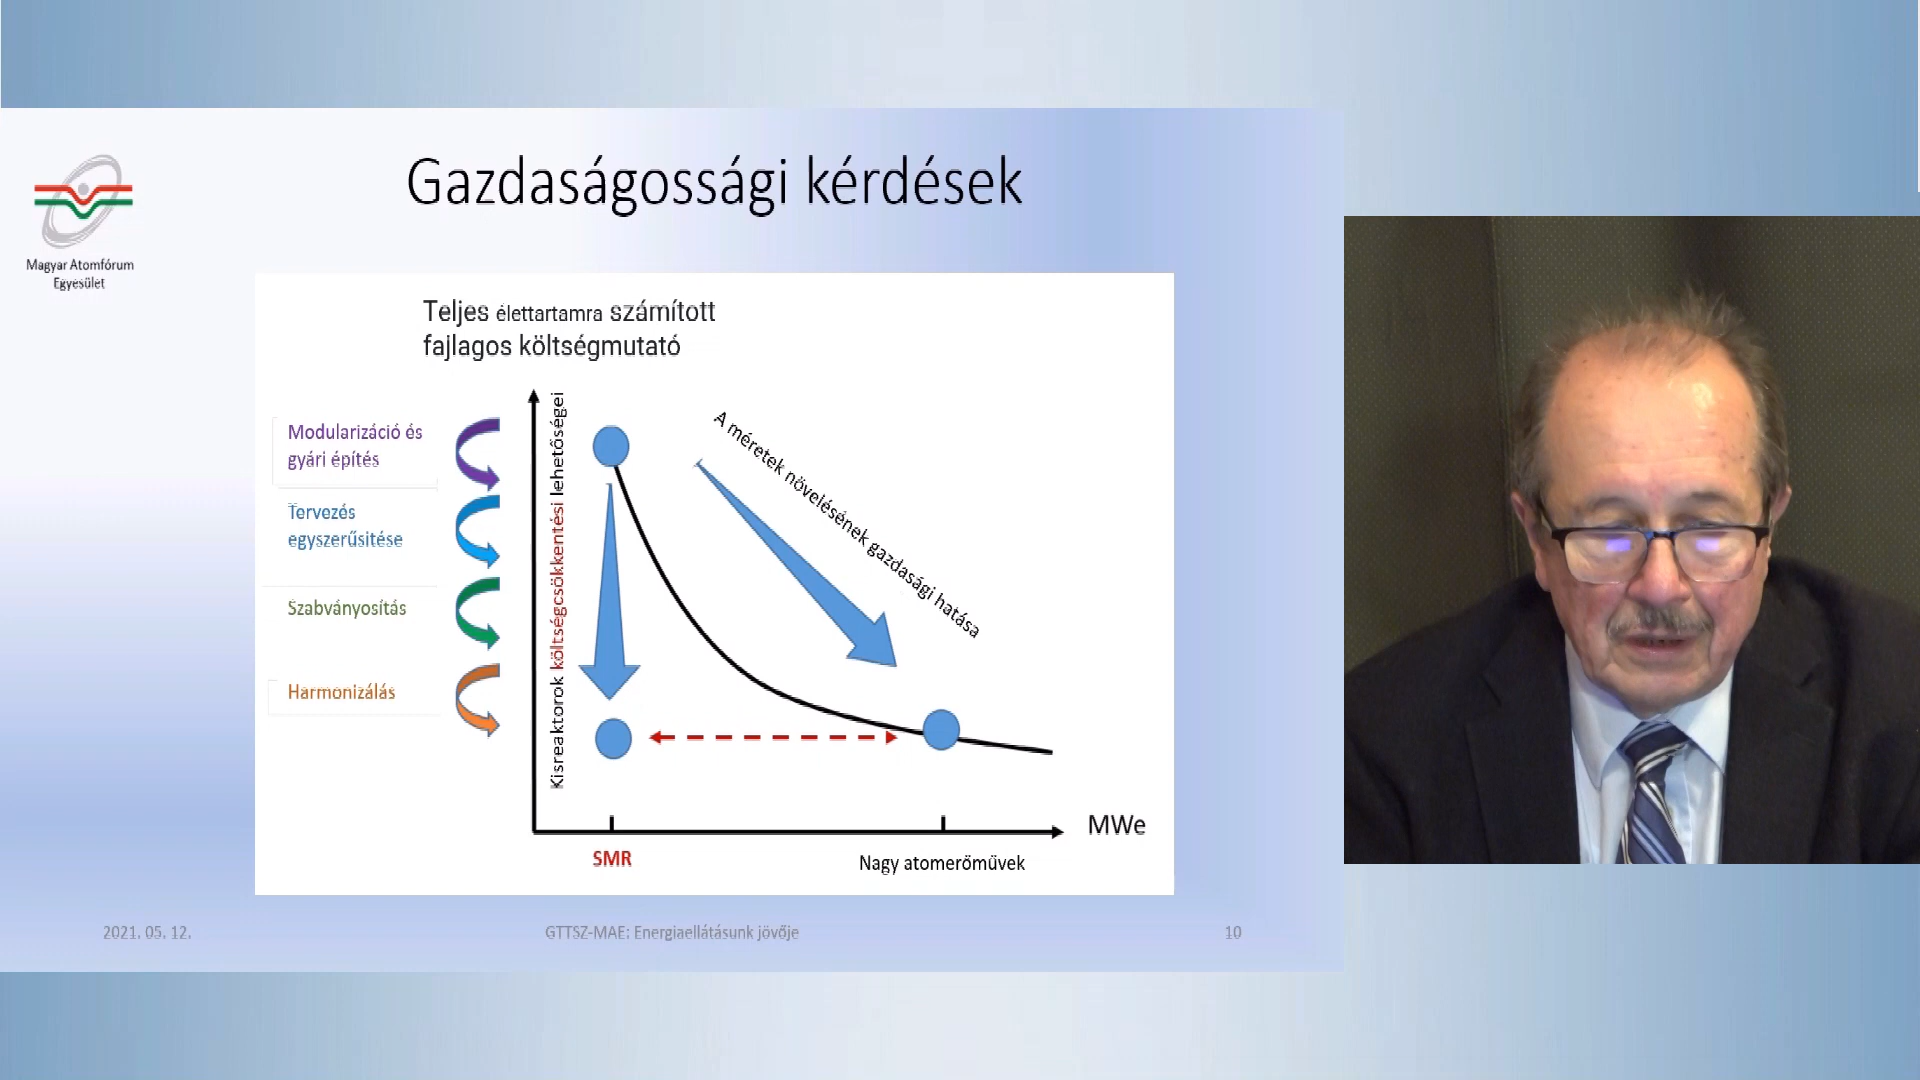 Gazdaságossági kérdések
Magyar Atomfórum
Egyesület
Teljes élettartamra számított
fajlagos költségmutató
Modularizáció és
gyári építés
Tervezés
egyszerűsitése
Szabványosítás
Harmonizálás
Kisreaktorok költségcsökkentési lehetőségei
A méretek növelésének gazdasági hatása
MWe
SMR
Nagy atomerőművek
2021. 05. 12.
GTTSZ-MAE: Energiaellátásunk jövője
10